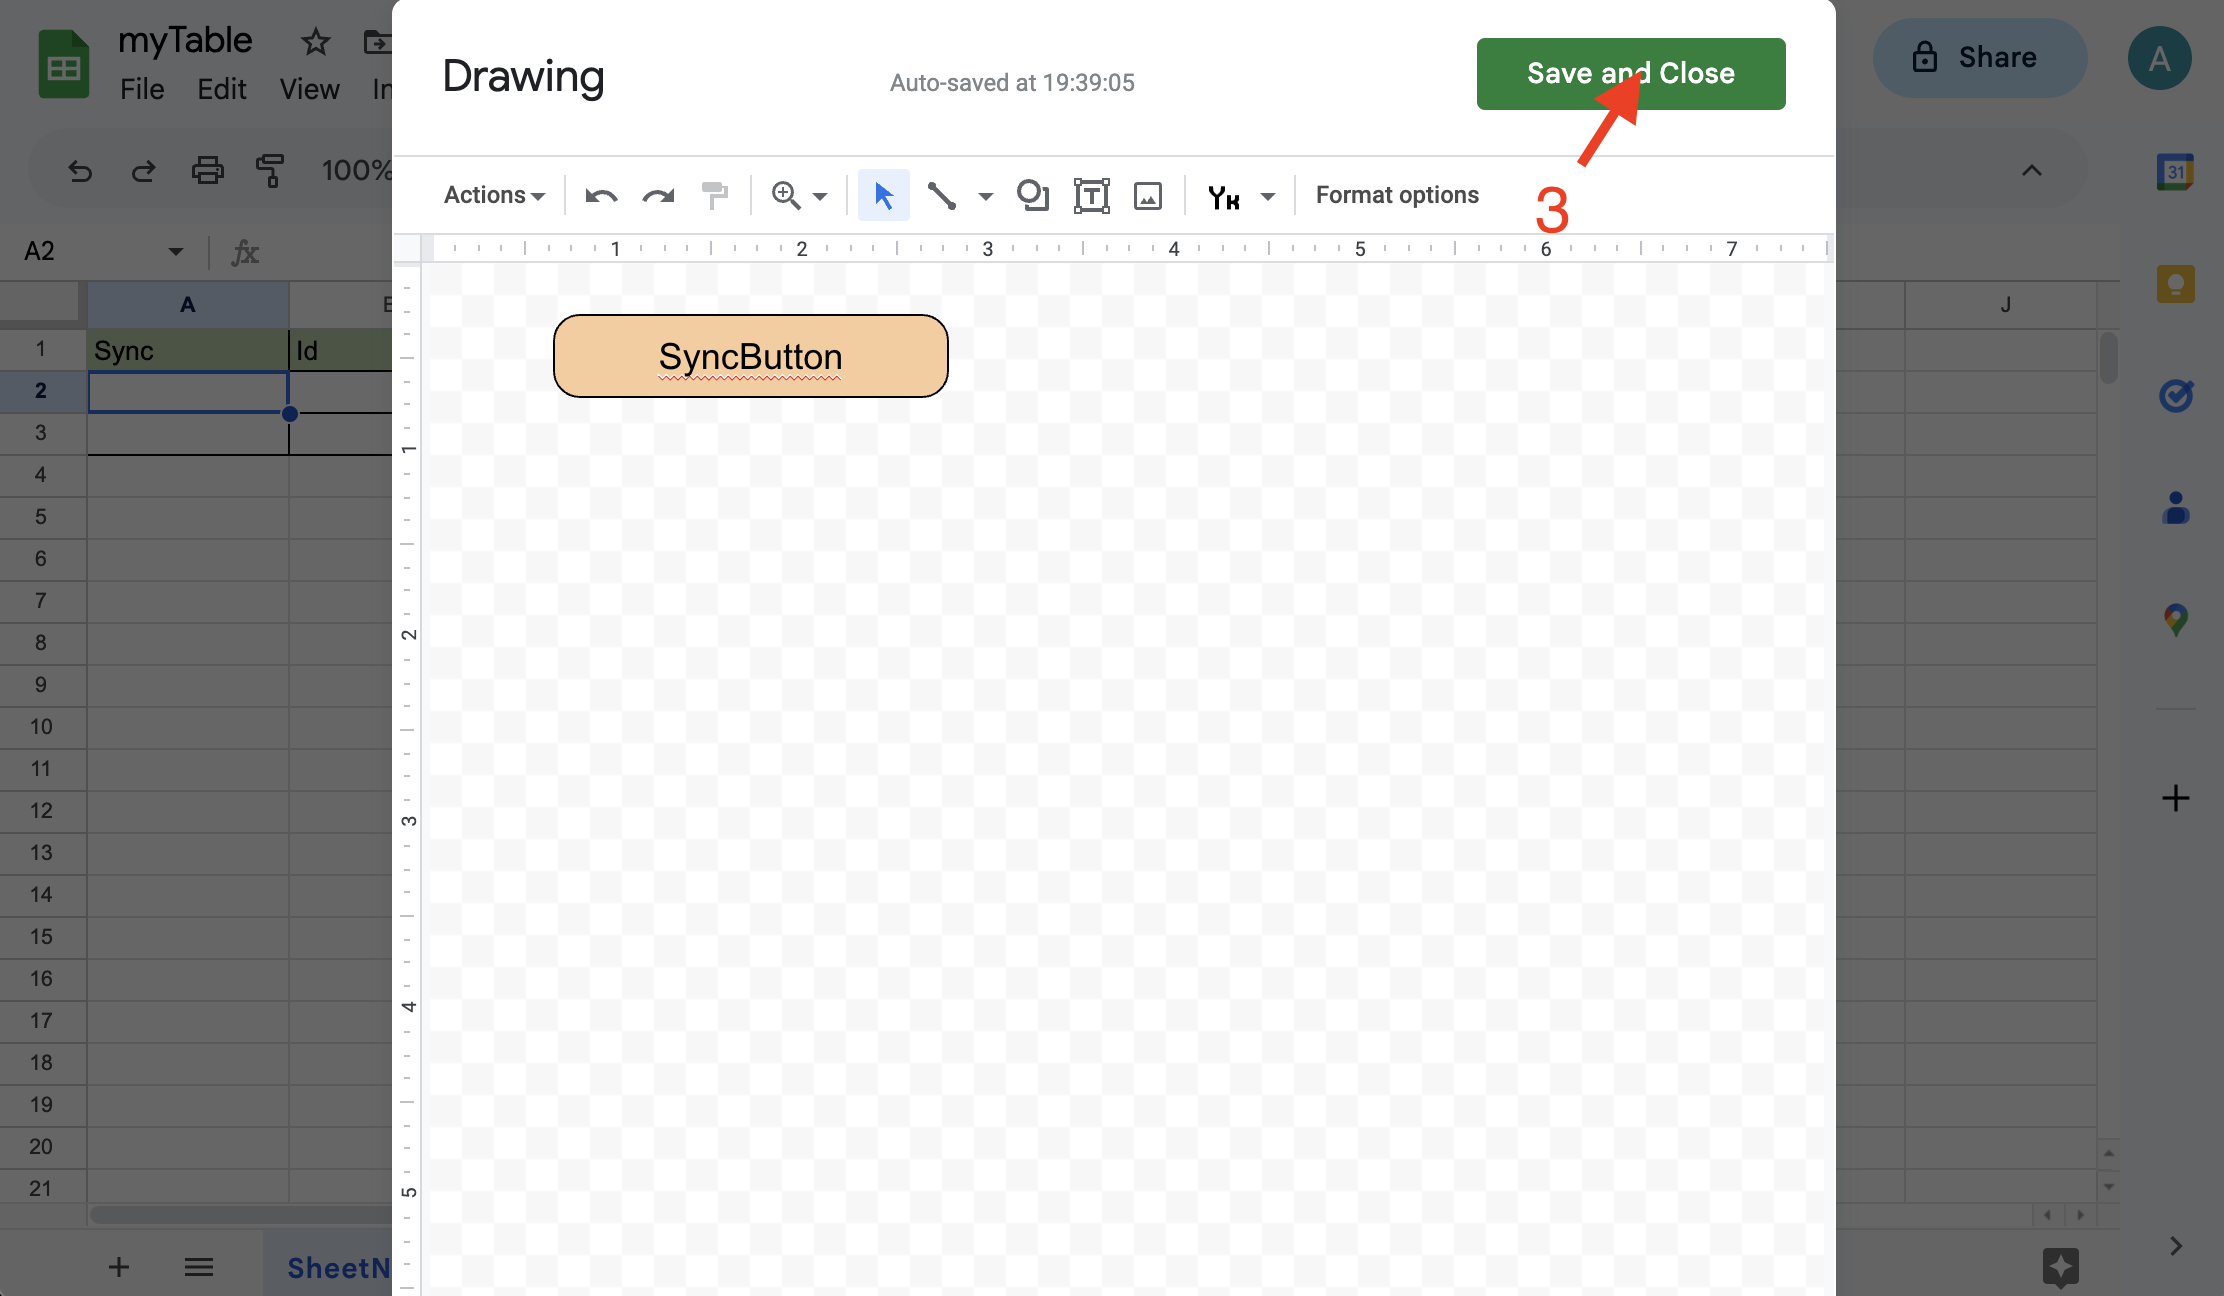 myTable
File Edit View In
Drawing
Auto-saved at 19:39:05
Save and Close
Share
A
100%
Actions
Format options
3
31
A2
fx
1 2 3 4 5 6 7
A
J
1 Sync Id
SyncButton
2
3
4
5
6
7
8
9
10
11
12
13
14
15
16
17
18
19
20
21
1
2
3
4
5
SheetN